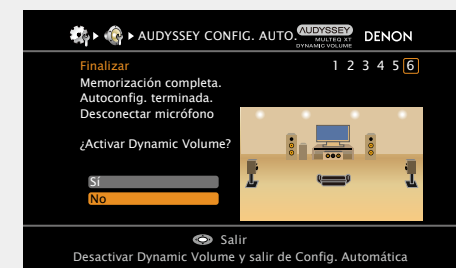 AUDYSSEY CONFIG. AUTO.
AUDYSSEY
MULTEQ XT
DYNAMIC VOLUME
DENON
Finalizar
1 2 3 4 5 6
Memorización completa.
Autoconfig. terminada.
Desconectar micrófono
¿Activar Dynamic Volume?
Sí
No
Salir
Desactivar Dynamic Volume y salir de Config. Automática